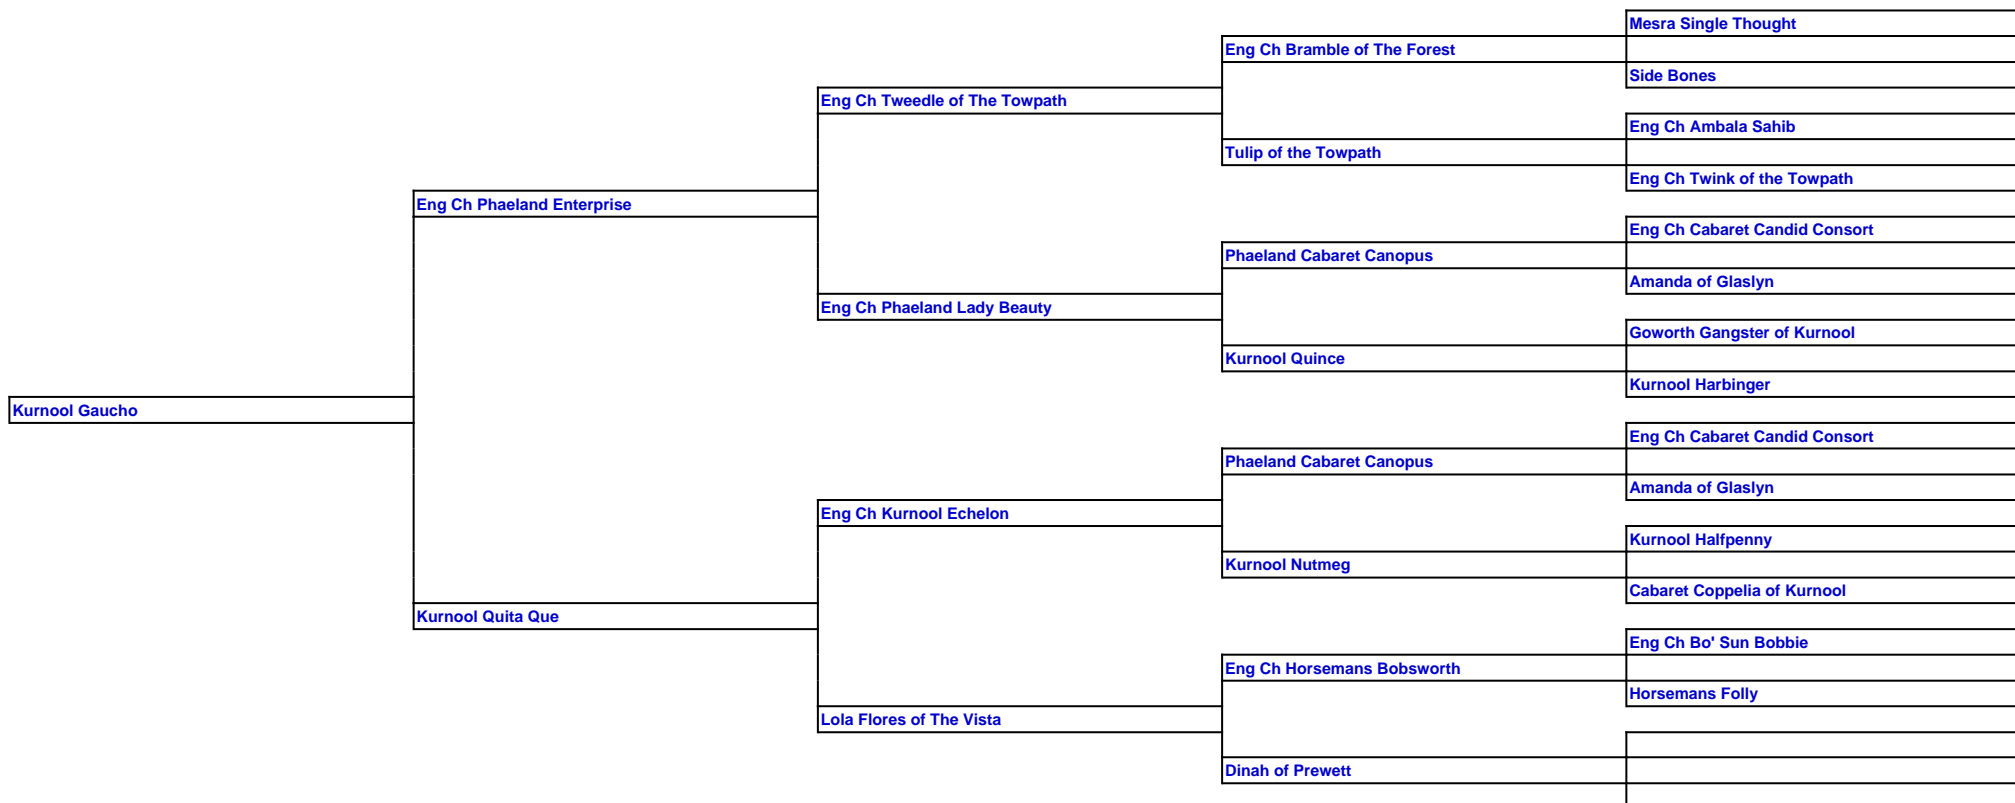 Mesra Single Thought
Eng Ch Bramble of The Forest
Side Bones
Eng Ch Tweedle of The Towpath
Eng Ch Ambala Sahib
Tulip of the Towpath
Eng Ch Twink of the Towpath
Eng Ch Phaeland Enterprise
Eng Ch Cabaret Candid Consort
Phaeland Cabaret Canopus
Amanda of Glaslyn
Eng Ch Phaeland Lady Beauty
Goworth Gangster of Kurnool
Kurnool Quince
Kurnool Harbinger
Kurnool Gaucho
Eng Ch Cabaret Candid Consort
Phaeland Cabaret Canopus
Amanda of Glaslyn
Eng Ch Kurnool Echelon
Kurnool Halfpenny
Kurnool Nutmeg
Cabaret Coppelia of Kurnool
Kurnool Quita Que
Eng Ch Bo' Sun Bobbie
Eng Ch Horsemans Bobsworth
Horsemans Folly
Lola Flores of The Vista
Dinah of Prewett